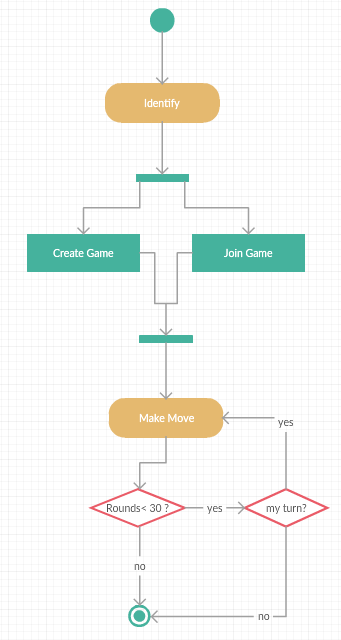 Identify
Create Game
Join Game
Make Move
yes
Rounds< 30 ?
yes
my turn?
no
no